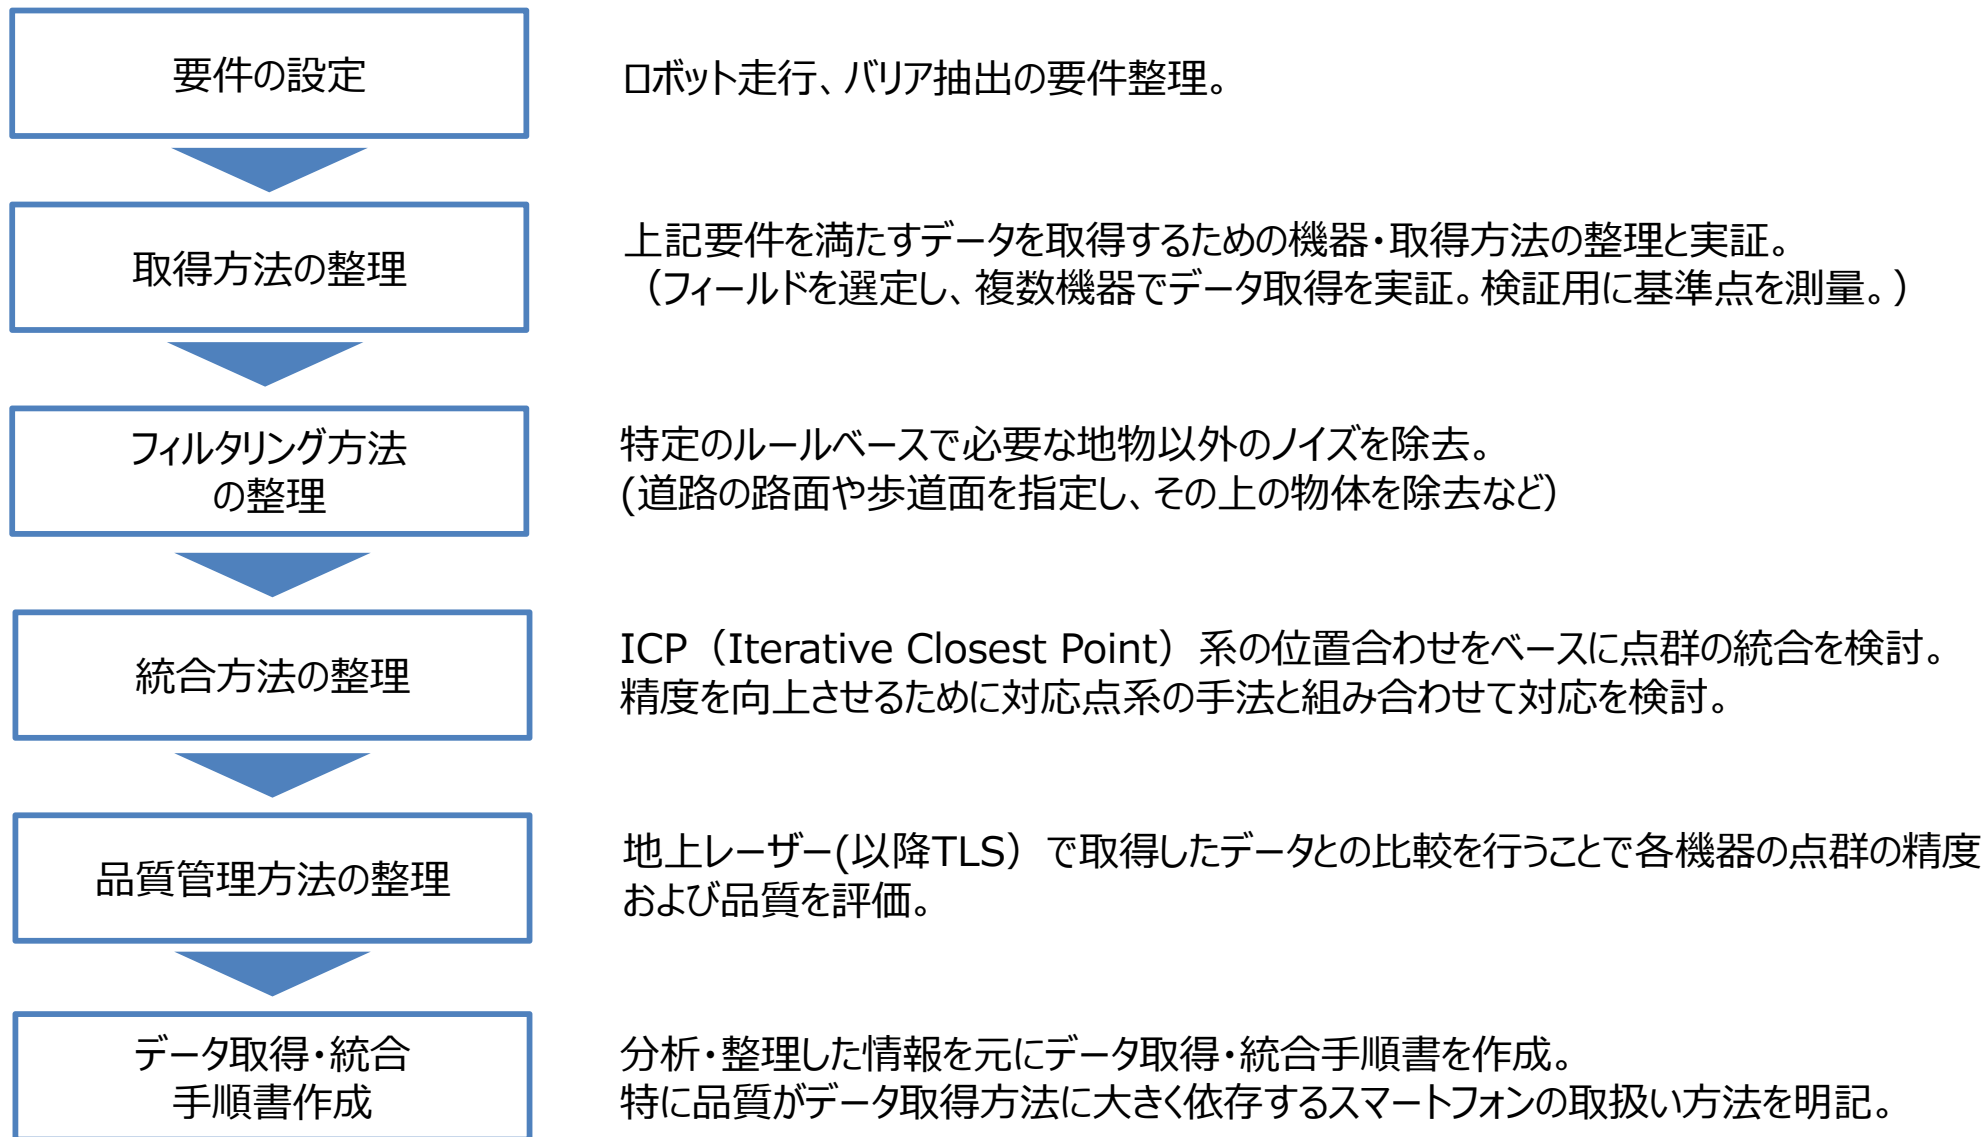 要件の設定
ロボット走行、バリア抽出の要件整理。
取得方法の整理
上記要件を満たすデータを取得するための機器・取得方法の整理と実証。
（フィールドを選定し、複数機器でデータ取得を実証。検証用に基準点を測量。）
フィルタリング方法
の整理
特定のルールベースで必要な地物以外のノイズを除去。
(道路の路面や歩道面を指定し、その上の物体を除去など）
統合方法の整理
ICP（Iterative Closest Point）系の位置合わせをベースに点群の統合を検討。
精度を向上させるために対応点系の手法と組み合わせて対応を検討。
品質管理方法の整理
地上レーザー(以降TLS）で取得したデータとの比較を行うことで各機器の点群の精度
および品質を評価。
データ取得・統合
手順書作成
分析・整理した情報を元にデータ取得・統合手順書を作成。
特に品質がデータ取得方法に大きく依存するスマートフォンの取扱い方法を明記。